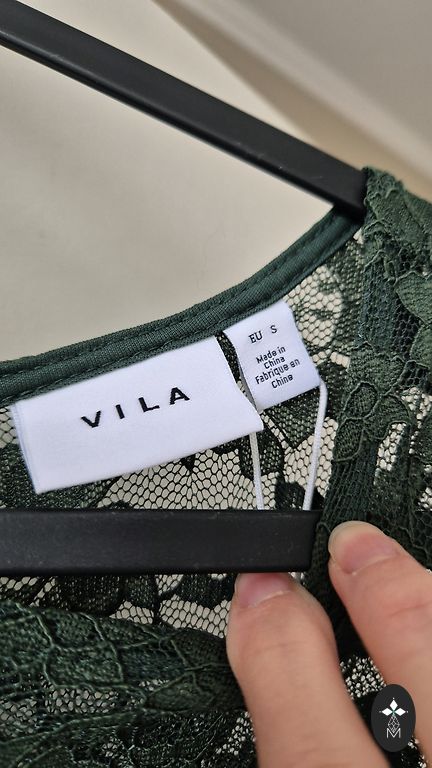 VILA
EU S
Made in
China
Fabriqué en
Chine